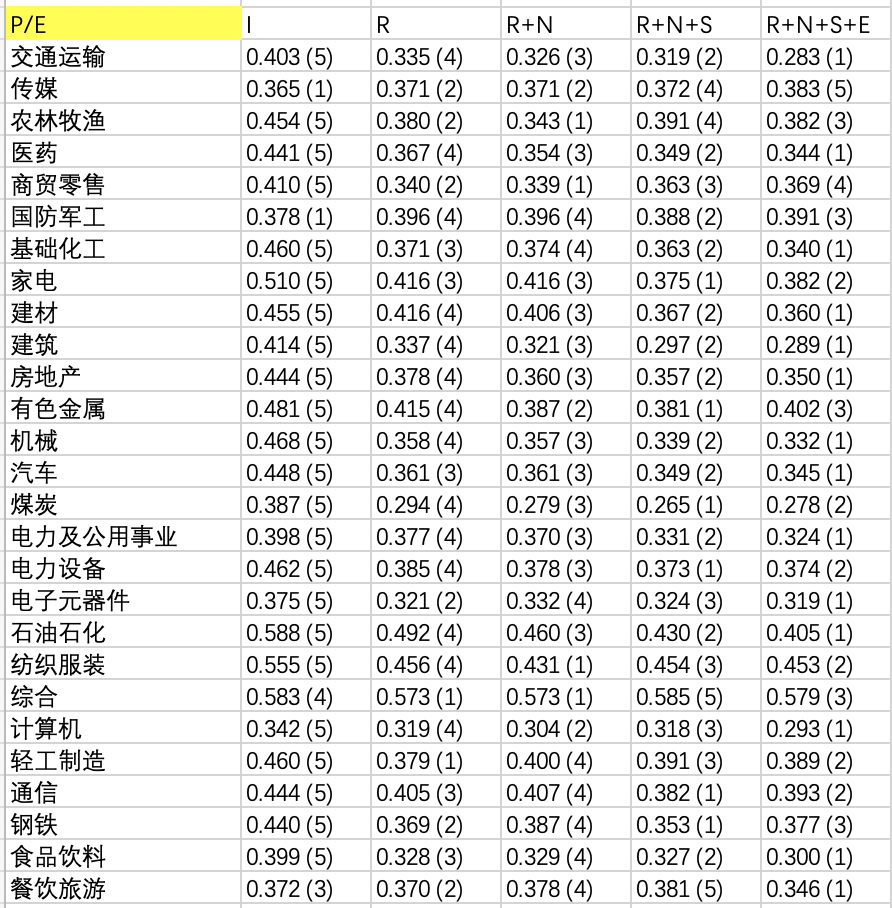 P/E I R R+N R+N+S R+N+S+E
交通运输 0.403 (5) 0.335 (4) 0.326 (3) 0.319 (2) 0.283 (1)
传媒 0.365 (1) 0.371 (2) 0.371 (2) 0.372 (4) 0.383 (5)
农林牧渔 0.454 (5) 0.380 (2) 0.343 (1) 0.391 (4) 0.382 (3)
医药 0.441 (5) 0.367 (4) 0.354 (3) 0.349 (2) 0.344 (1)
商贸零售 0.410 (5) 0.340 (2) 0.339 (1) 0.363 (3) 0.369 (4)
国防军工 0.378 (1) 0.396 (4) 0.396 (4) 0.388 (2) 0.391 (3)
基础化工 0.460 (5) 0.371 (3) 0.374 (4) 0.363 (2) 0.340 (1)
家电 0.510 (5) 0.416 (3) 0.416 (3) 0.375 (1) 0.382 (2)
建材 0.455 (5) 0.416 (4) 0.406 (3) 0.367 (2) 0.360 (1)
建筑 0.414 (5) 0.337 (4) 0.321 (3) 0.297 (2) 0.289 (1)
房地产 0.444 (5) 0.378 (4) 0.360 (3) 0.357 (2) 0.350 (1)
有色金属 0.481 (5) 0.415 (4) 0.387 (2) 0.381 (1) 0.402 (3)
机械 0.468 (5) 0.358 (4) 0.357 (3) 0.339 (2) 0.332 (1)
汽车 0.448 (5) 0.361 (3) 0.361 (3) 0.349 (2) 0.345 (1)
煤炭 0.387 (5) 0.294 (4) 0.279 (3) 0.265 (1) 0.278 (2)
电力及公用事业 0.398 (5) 0.377 (4) 0.370 (3) 0.331 (2) 0.324 (1)
电力设备 0.462 (5) 0.385 (4) 0.378 (3) 0.373 (1) 0.374 (2)
电子元器件 0.375 (5) 0.321 (2) 0.332 (4) 0.324 (3) 0.319 (1)
石油石化 0.588 (5) 0.492 (4) 0.460 (3) 0.430 (2) 0.405 (1)
纺织服装 0.555 (5) 0.456 (4) 0.431 (1) 0.454 (3) 0.453 (2)
综合 0.583 (4) 0.573 (1) 0.573 (1) 0.585 (5) 0.579 (3)
计算机 0.342 (5) 0.319 (4) 0.304 (2) 0.318 (3) 0.293 (1)
轻工制造 0.460 (5) 0.379 (1) 0.400 (4) 0.391 (3) 0.389 (2)
通信 0.444 (5) 0.405 (3) 0.407 (4) 0.382 (1) 0.393 (2)
钢铁 0.440 (5) 0.369 (2) 0.387 (4) 0.353 (1) 0.377 (3)
食品饮料 0.399 (5) 0.328 (3) 0.329 (4) 0.327 (2) 0.300 (1)
餐饮旅游 0.372 (3) 0.370 (2) 0.378 (4) 0.381 (5) 0.346 (1)